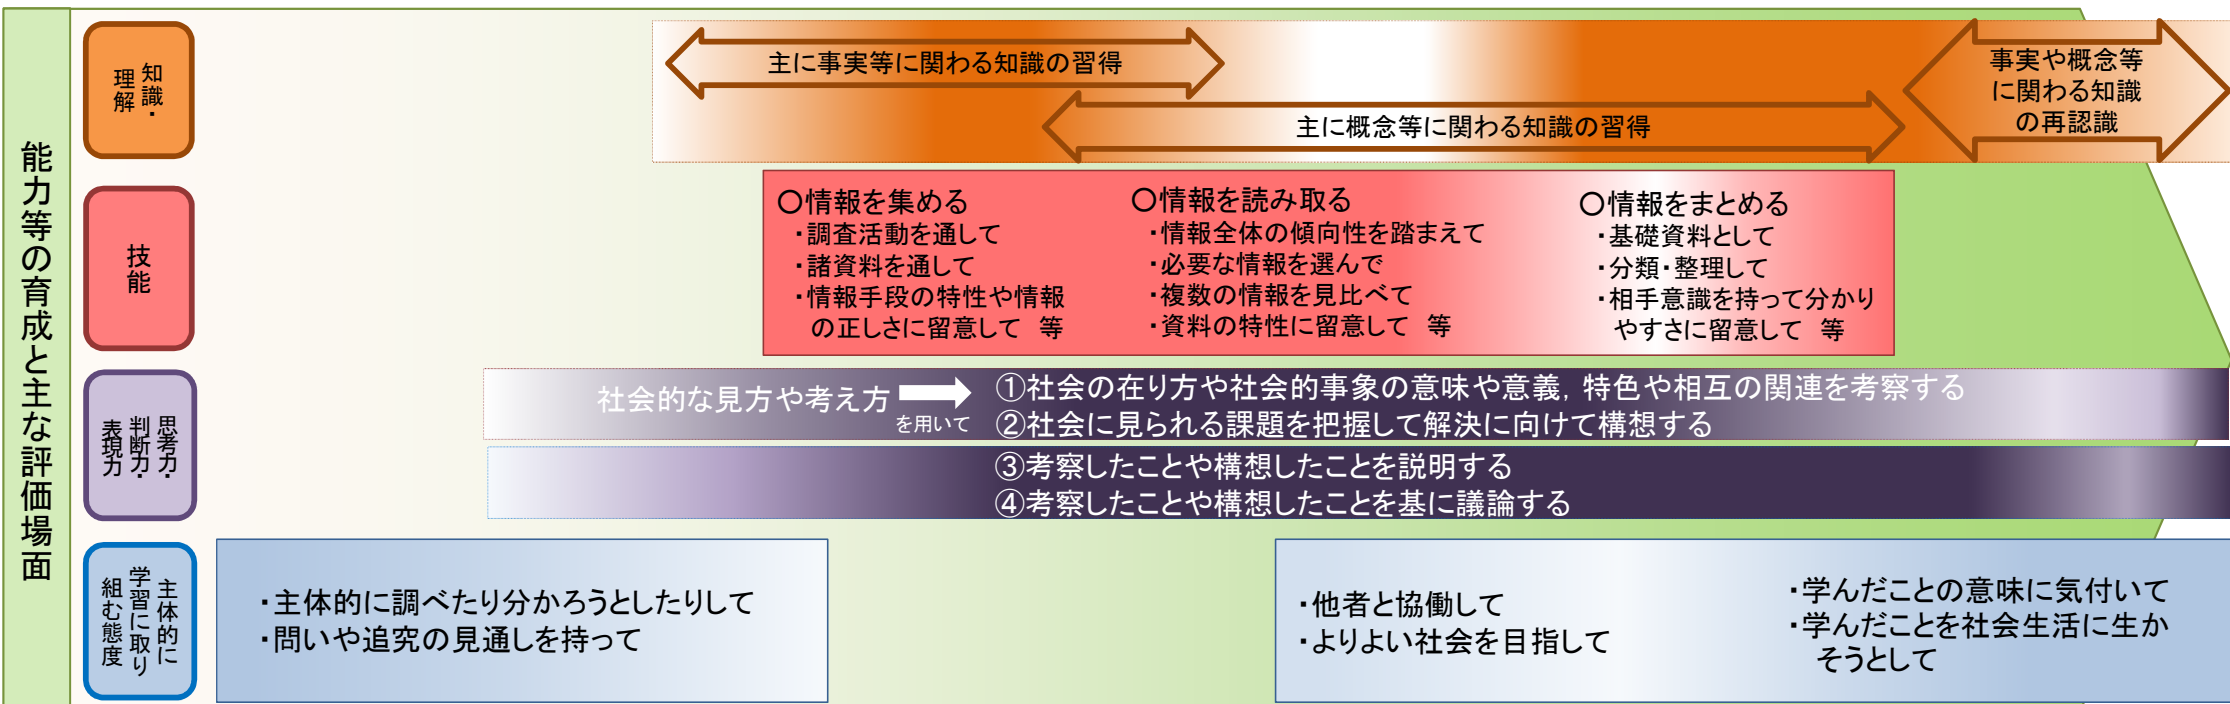 能力等の育成と主な評価場面
知識・
理解
主に事実等に関わる知識の習得
主に概念等に関わる知識の習得
事実や概念等
に関わる知識
の再認識
技能
〇情報を集める
・調査活動を通して
・諸資料を通して
・情報手段の特性や情報
の正しさに留意して　等
〇情報を読み取る
・情報全体の傾向性を踏まえて
・必要な情報を選んで
・複数の情報を見比べて
・資料の特性に留意して　等
〇情報をまとめる
・基礎資料として
・分類・整理して
・相手意識を持って分かり
やすさに留意して　等
思考力・
判断力・
表現力
社会的な見方や考え方
を用いて
①社会の在り方や社会的事象の意味や意義，特色や相互の関連を考察する
②社会に見られる課題を把握して解決に向けて構想する
③考察したことや構想したことを説明する
④考察したことや構想したことを基に議論する
主体的に
学習に取り
組む態度
・主体的に調べたり分かろうとしたりして
・問いや追究の見通しを持って
・他者と協働して
・よりよい社会を目指して
・学んだことの意味に気付いて
・学んだことを社会生活に生か
そうとして